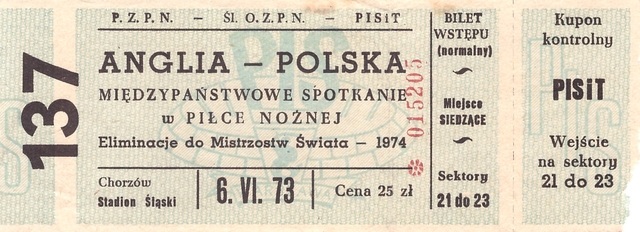 137
P. Z. P. N. – ŚL. O. Z. P. N. – PISiT
ANGLIA – POLSKA
MIĘDZYPAŃSTWOWE SPOTKANIE
w PIŁCE NOŻNEJ
Eliminacje do Mistrzostw Świata – 1974
Chorzów
Stadion Śląski
6. VI. 73
Cena 25 zł
015205
BILET
WSTĘPU
(normalny)
Miejsce
SIEDZĄCE
Sektory
21 do 23
Kupon
kontrolny
PISiT
Wejście
na sektory
21 do 23